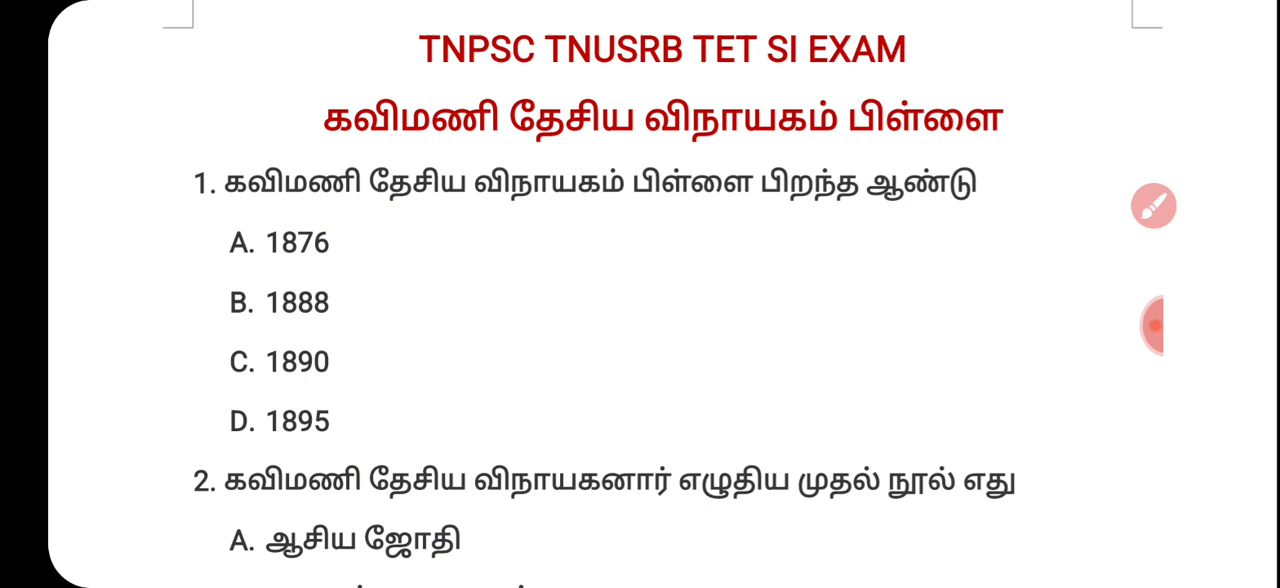 TNPSC TNUSRB TET SI EXAM
கவிமணி தேசிய விநாயகம் பிள்ளை
1. கவிமணி தேசிய விநாயகம் பிள்ளை பிறந்த ஆண்டு
A. 1876
B. 1888
C. 1890
D. 1895
2. கவிமணி தேசிய விநாயகனார் எழுதிய முதல் நூல் எது
A. ஆசிய ஜோதி